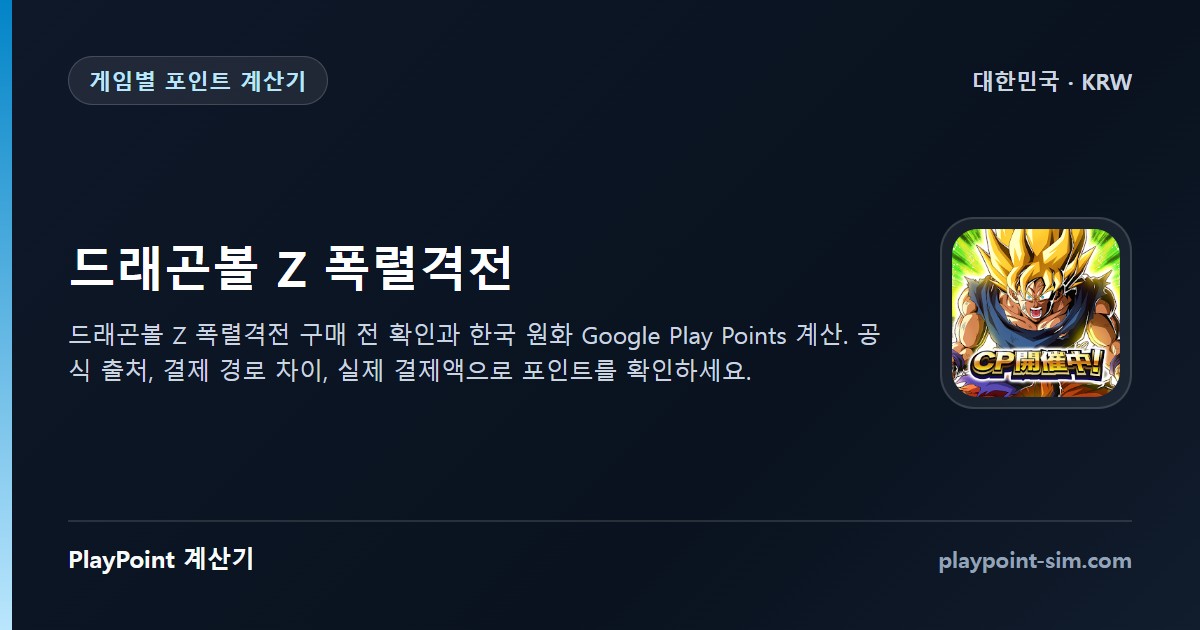 게임별 포인트 계산기
대한민국 · KRW
드래곤볼 Z 폭렬격전
드래곤볼 Z 폭렬격전 구매 전 확인과 한국 원화 Google Play Points 계산. 공
식 출처, 결제 경로 차이, 실제 결제액으로 포인트를 확인하세요.
CP開催中!
PlayPoint 계산기
playpoint-sim.com